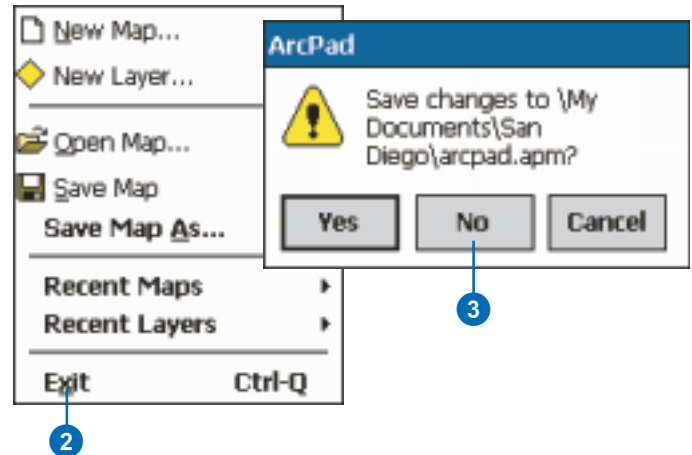 New Map...
New Layer...
Open Map...
Save Map
Save Map As...
Recent Maps
Recent Layers
Exit Ctrl-Q
2
ArcPad
Save changes to \My
Documents\San
Diego\arcpad.apm?
Yes No Cancel
3